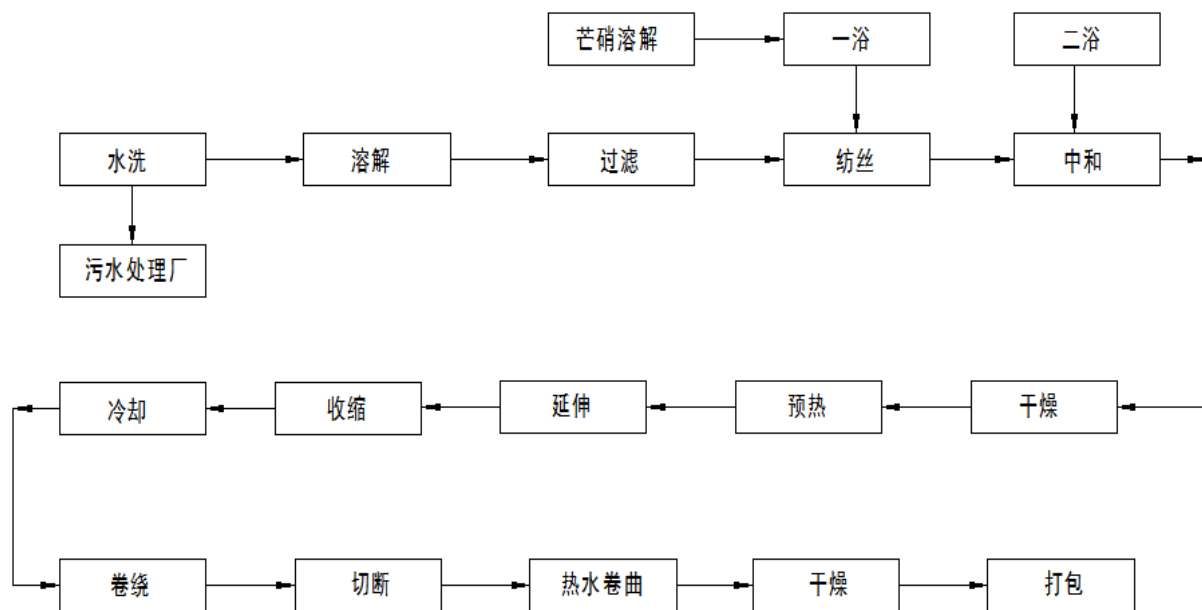 芒硝溶解
一浴
二浴
水洗
溶解
过滤
纺丝
中和
污水处理厂
冷却
收缩
延伸
预热
干燥
卷绕
切断
热水卷曲
干燥
打包